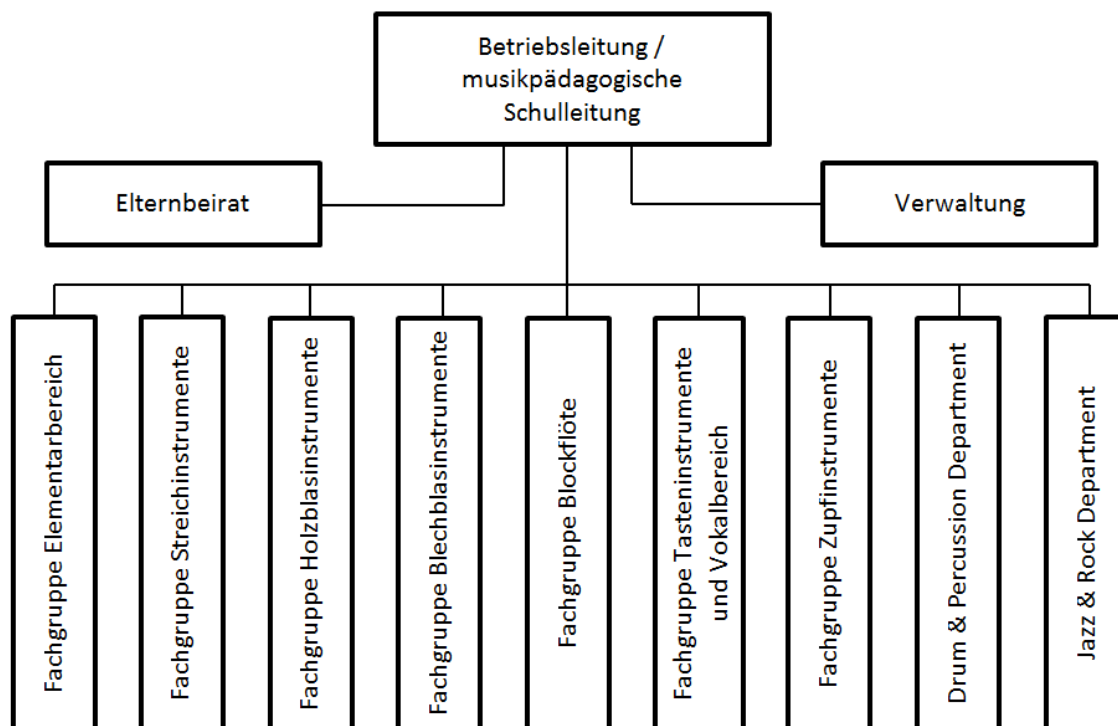 Betriebsleitung /
musikpädagogische
Schulleitung
Elternbeirat
Verwaltung
Fachgruppe Elementarbereich
Fachgruppe Streichinstrumente
Fachgruppe Holzblasinstrumente
Fachgruppe Blechblasinstrumente
Fachgruppe Blockflöte
Fachgruppe Tasteninstrumente
und Vokalbereich
Fachgruppe Zupfinstrumente
Drum & Percussion Department
Jazz & Rock Department